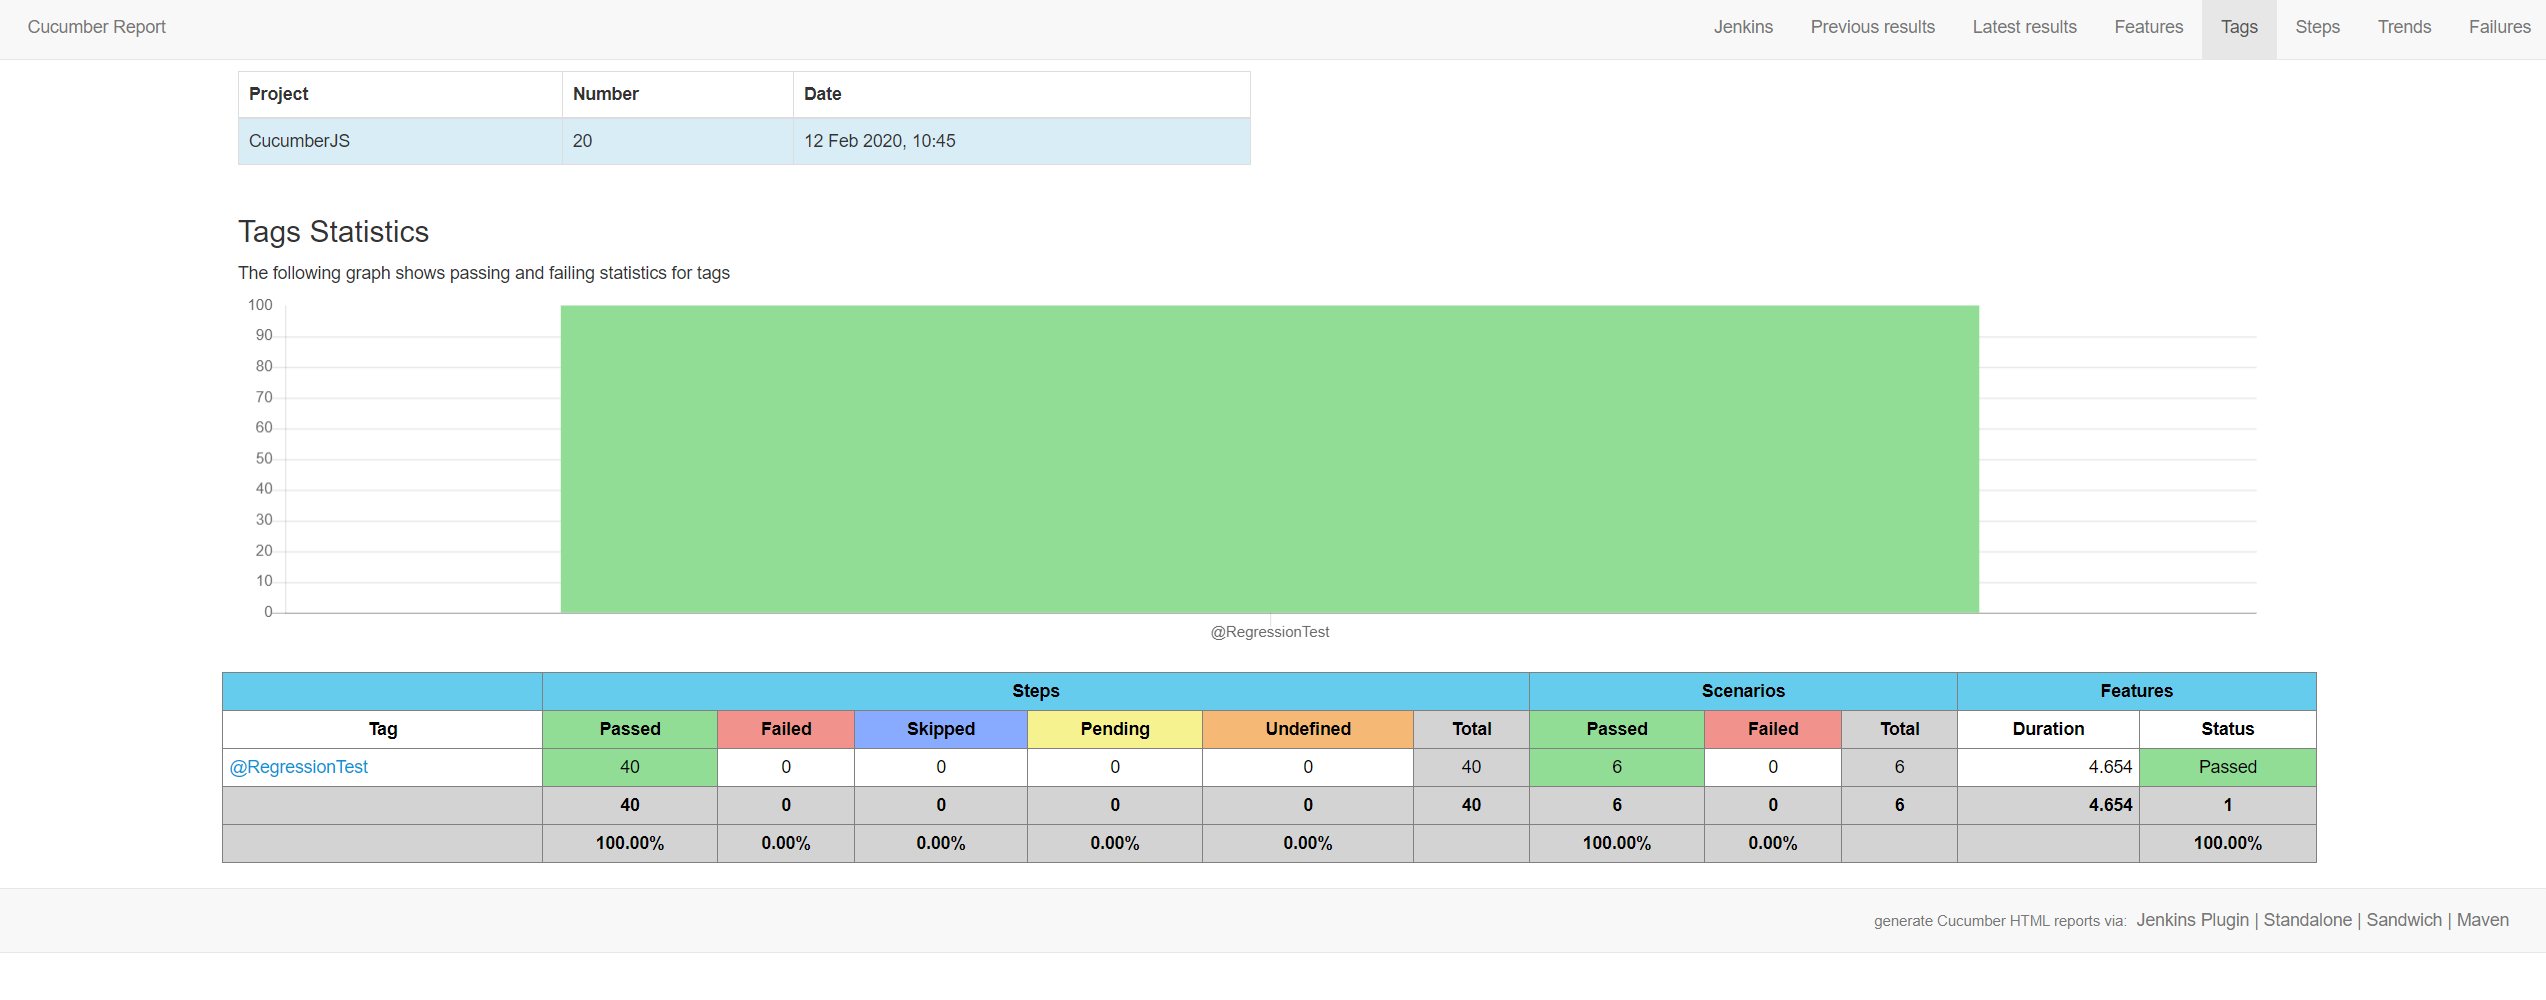 Cucumber Report Jenkins Previous results Latest results Features Tags Steps Trends Failures
Project Number Date
CucumberJS 20 12 Feb 2020, 10:45
Tags Statistics
The following graph shows passing and failing statistics for tags
100
90
80
70
60
50
40
30
20
10
0
@RegressionTest
Steps Scenarios Features
Tag Passed Failed Skipped Pending Undefined Total Passed Failed Total Duration Status
@RegressionTest 40 0 0 0 0 40 6 0 6 4.654 Passed
40 0 0 0 0 40 6 0 6 4.654 1
100.00% 0.00% 0.00% 0.00% 0.00% 100.00% 0.00% 100.00%
generate Cucumber HTML reports via: Jenkins Plugin | Standalone | Sandwich | Maven